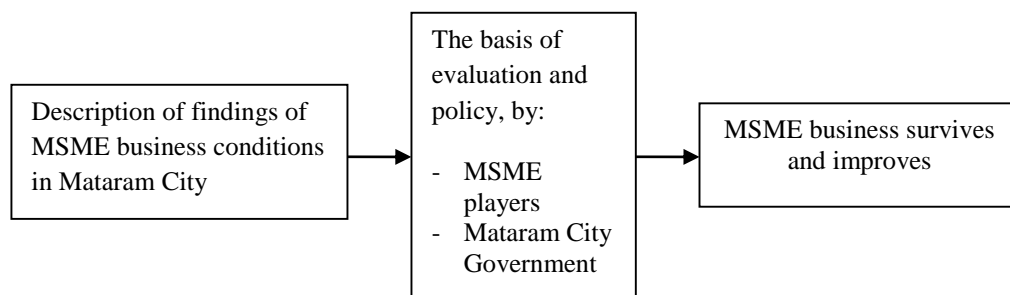 Description of findings of
MSME business conditions
in Mataram City
The basis of
evaluation and
policy, by:
- MSME
players
- Mataram City
Government
MSME business survives
and improves